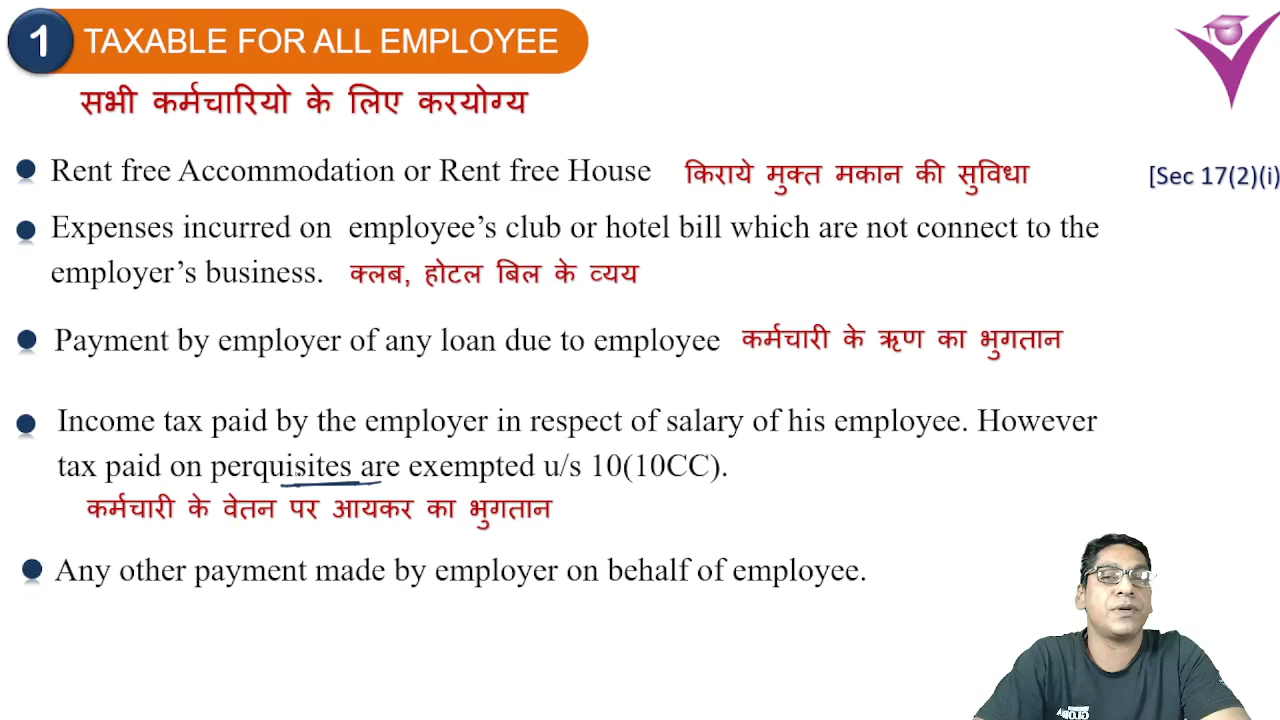 1 TAXABLE FOR ALL EMPLOYEE
सभी कर्मचारियो के लिए करयोग्य
Rent free Accommodation or Rent free House किराये मुक्त मकान की सुविधा [Sec 17(2)(i)
Expenses incurred on employee's club or hotel bill which are not connect to the
employer's business. क्लब, होटल बिल के व्यय
Payment by employer of any loan due to employee कर्मचारी के ऋण का भुगतान
Income tax paid by the employer in respect of salary of his employee. However
tax paid on perquisites are exempted u/s 10(10CC).
कर्मचारी के वेतन पर आयकर का भुगतान
Any other payment made by employer on behalf of employee.